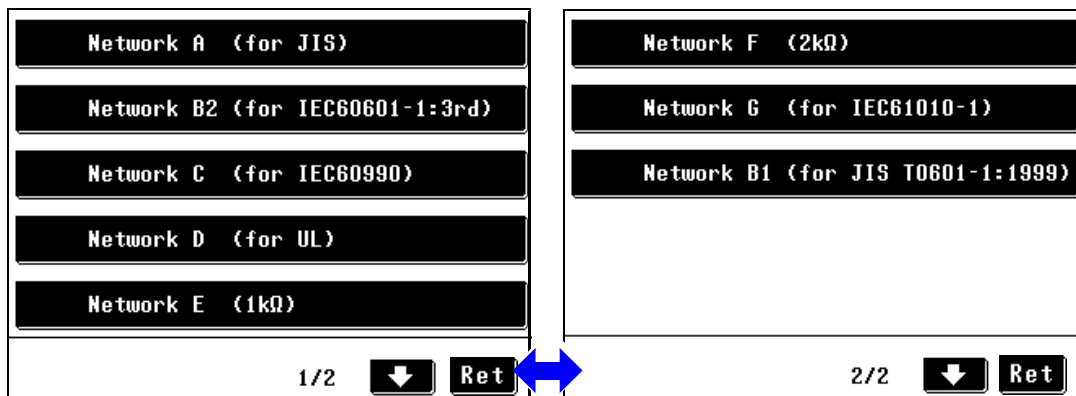 Network A (for JIS)
Network B2 (for IEC60601-1:3rd)
Network C (for IEC60990)
Network D (for UL)
Network E (1kΩ)
1/2 Ret
Network F (2kΩ)
Network G (for IEC61010-1)
Network B1 (for JIS T0601-1:1999)
2/2 Ret